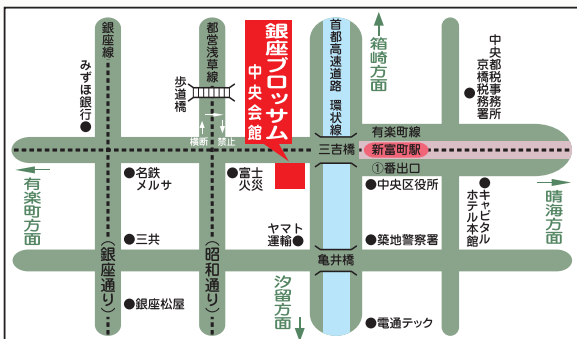 銀座線
都営浅草線
銀座ブロッサム
中央会館
首都高速道路 環状線
箱崎方面
中央都税事務所
京橋税務署
みずほ銀行
歩道橋
横断 禁止
三吉橋
有楽町線
新富町駅
①番出口
有楽町方面
名鉄
メルサ
富士
火災
中央区役所
キャピタル
ホテル本館
晴海方面
三共
ヤマト
運輸
築地警察署
(銀座通り)
(昭和通り)
亀井橋
汐留方面
銀座松屋
電通テック